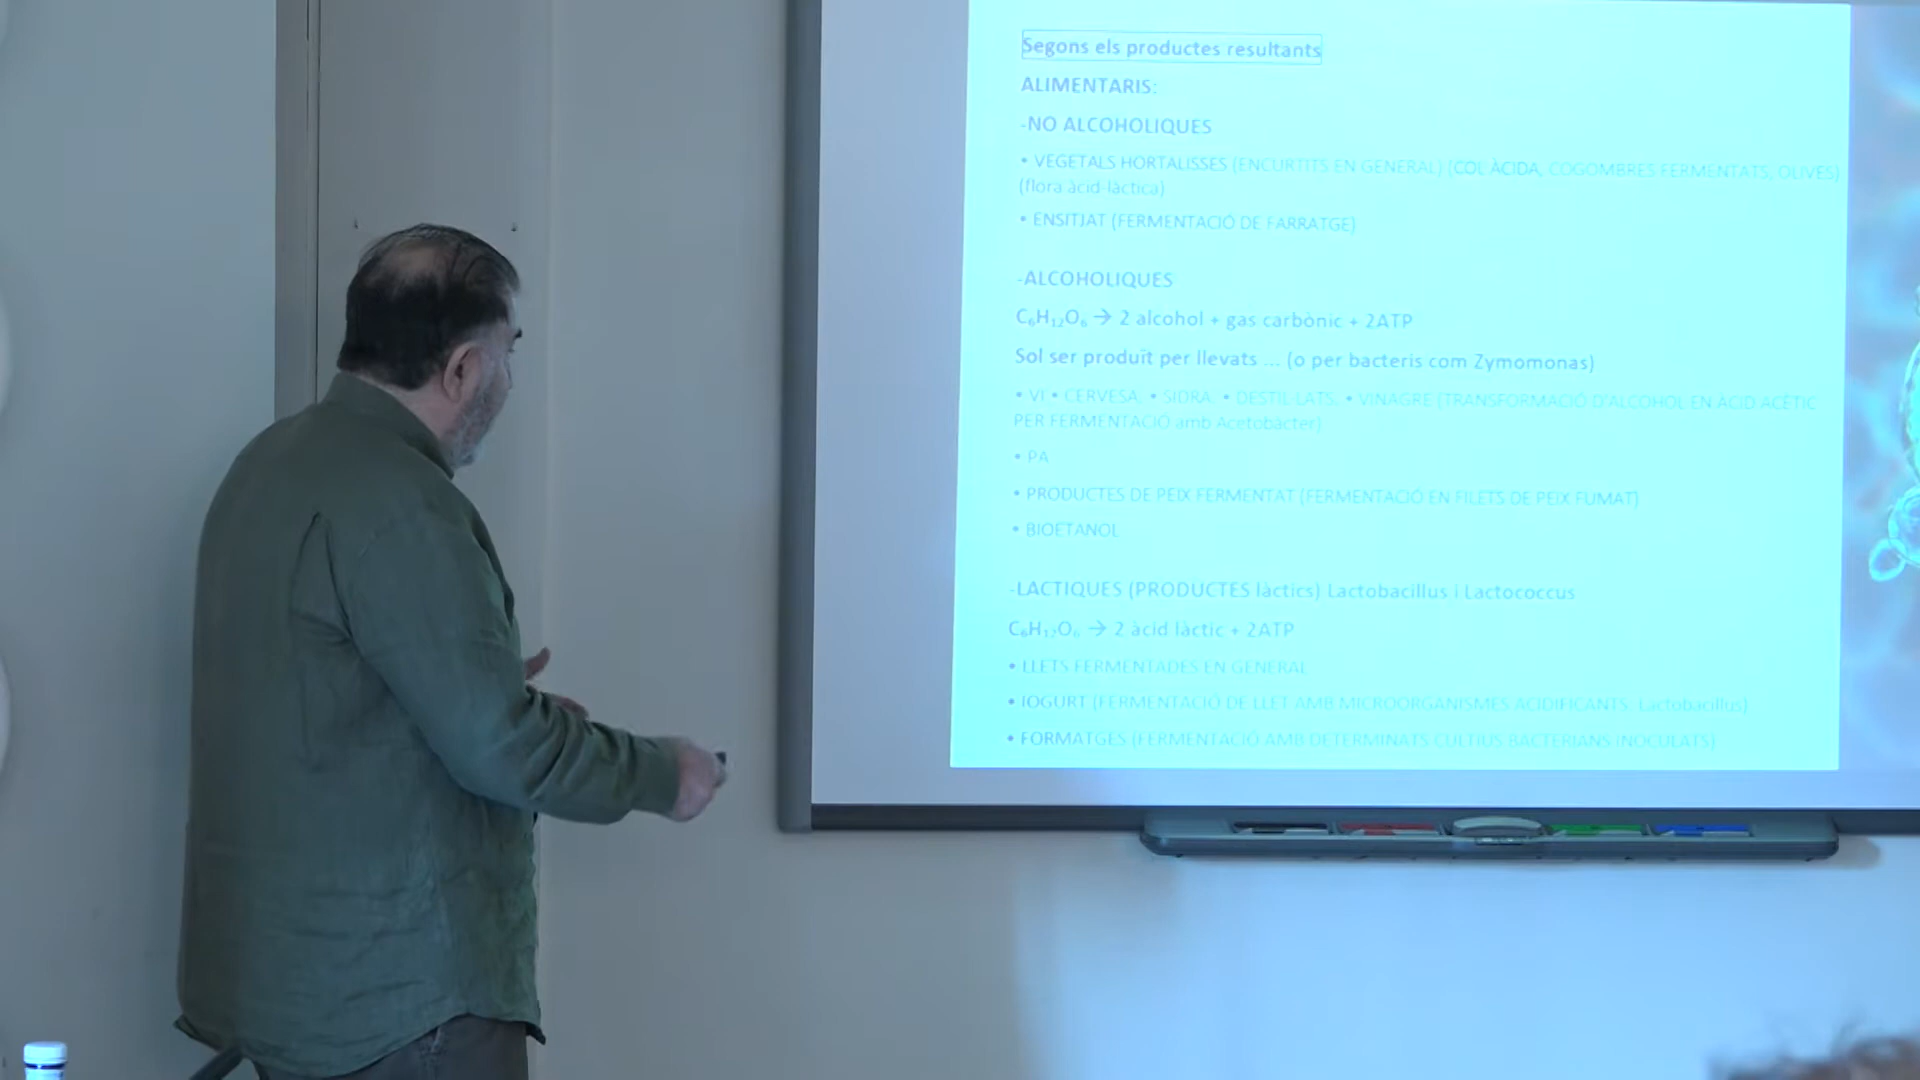 Segons els productes resultants
ALIMENTARIS:
-NO ALCOHOLIQUES
• VEGETALS HORTALISSES (ENCURTITS EN GENERAL) (COL ÀCIDA, COGOMBRES FERMENTATS, OLIVES)
(flora àcid-làctica)
• ENSITJAT (FERMENTACIÓ DE FARRATGE)
-ALCOHOLIQUES
C₆H₁₂O₆ → 2 alcohol + gas carbònic + 2ATP
Sol ser produït per llevats ... (o per bacteris com Zymomonas)
• VI • CERVESA. • SIDRA. • DESTIL·LATS. • VINAGRE (TRANSFORMACIÓ D'ALCOHOL EN ÀCID ACÈTIC
PER FERMENTACIÓ amb Acetobacter)
• PA
• PRODUCTES DE PEIX FERMENTAT (FERMENTACIÓ EN FILETS DE PEIX FUMAT)
• BIOETANOL
-LACTIQUES (PRODUCTES làctics) Lactobacillus i Lactococcus
C₆H₁₂O₆ → 2 àcid làctic + 2ATP
• LLETS FERMENTADES EN GENERAL
• IOGURT (FERMENTACIÓ DE LLET AMB MICROORGANISMES ACIDIFICANTS: Lactobacillus)
• FORMATGES (FERMENTACIÓ AMB DETERMINATS CULTIUS BACTERIANS INOCULATS)